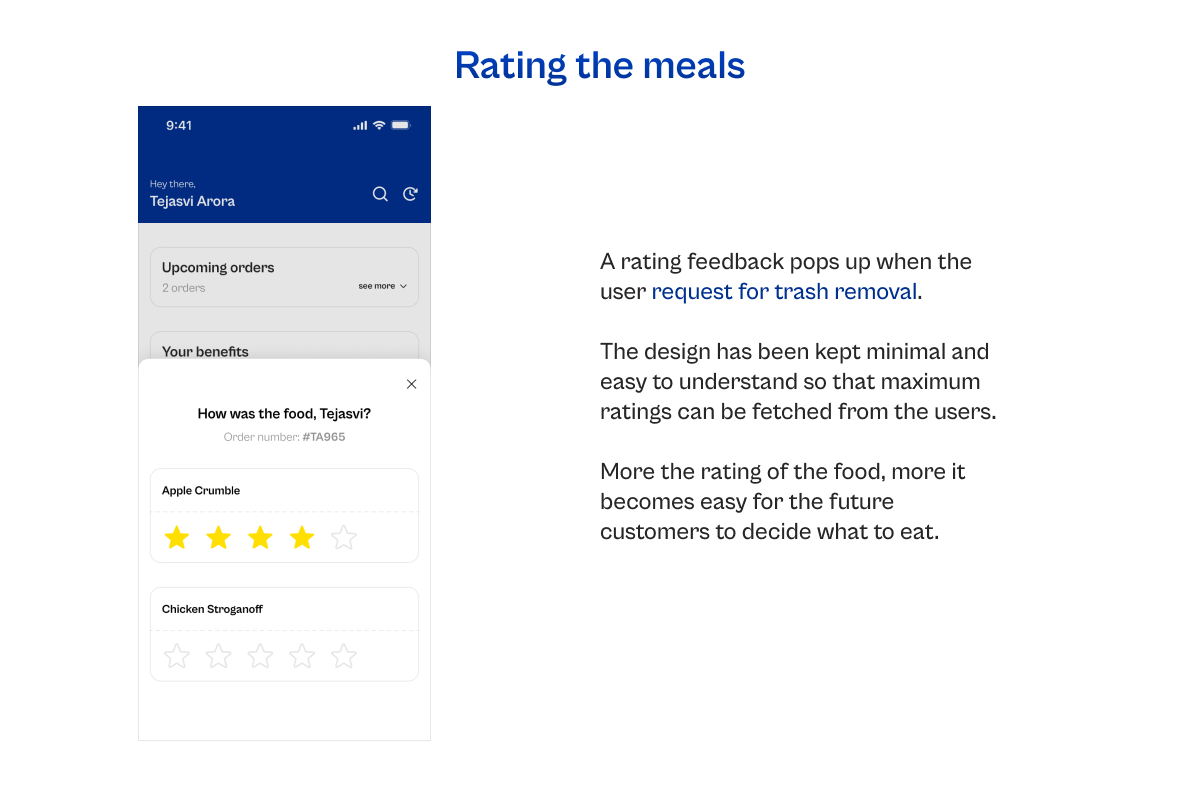 Rating the meals
9:41
Hey there,
Tejasvi Arora
Upcoming orders
2 orders
see more
Your benefits
How was the food, Tejasvi?
Order number: #TA965
Apple Crumble
Chicken Stroganoff
A rating feedback pops up when the
user request for trash removal.
The design has been kept minimal and
easy to understand so that maximum
ratings can be fetched from the users.
More the rating of the food, more it
becomes easy for the future
customers to decide what to eat.